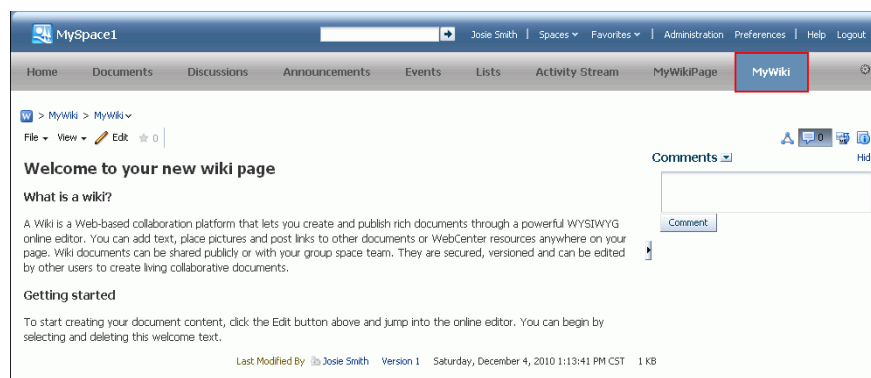 MySpace1 Josie Smith | Spaces Favorites | Administration Preferences | Help Logout
Home Documents Discussions Announcements Events Lists Activity Stream MyWikiPage MyWiki
W > MyWiki > MyWiki
File View Edit 0 0
Comments Hid
Welcome to your new wiki page
What is a wiki?
Comment
A Wiki is a Web-based collaboration platform that lets you create and publish rich documents through a powerful WYSIWYG
online editor. You can add text, place pictures and post links to other documents or WebCenter resources anywhere on your
page. Wiki documents can be shared publicly or with your group space team. They are secured, versioned and can be edited
by other users to create living collaborative documents.
Getting started
To start creating your document content, click the Edit button above and jump into the online editor. You can begin by
selecting and deleting this welcome text.
Last Modified By Josie Smith Version 1 Saturday, December 4, 2010 1:13:41 PM CST 1 KB